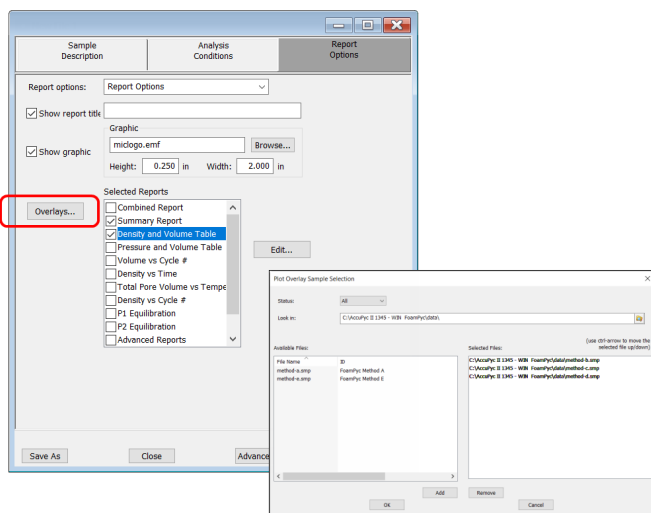 Sample Description
Analysis Conditions
Report Options
Report options:
Report Options
Show report title
Graphic
Show graphic
miclogo.emf
Browse...
Height: 0.250 in Width: 2.000 in
Selected Reports
Overlays...
Combined Report
Summary Report
Density and Volume Table
Pressure and Volume Table
Volume vs Cycle #
Density vs Time
Total Pore Volume vs Tempe
Density vs Cycle #
P1 Equilibration
P2 Equilibration
Advanced Reports
Edit...
Save As
Close
Advance
Plot Overlay Sample Selection
Status:
All
Look in:
C:\AccuPyc II 1345 - WIN FoamPyc\data\
(use ctrl-arrow to move the
selected file up/down)
Available Files:
Selected Files:
File Name ID
method-a.smp FoamPyc Method A
method-e.smp FoamPyc Method E
C:\AccuPyc II 1345 - WIN FoamPyc\data\method-b.smp
C:\AccuPyc II 1345 - WIN FoamPyc\data\method-c.smp
C:\AccuPyc II 1345 - WIN FoamPyc\data\method-d.smp
Add
Remove
OK
Cancel